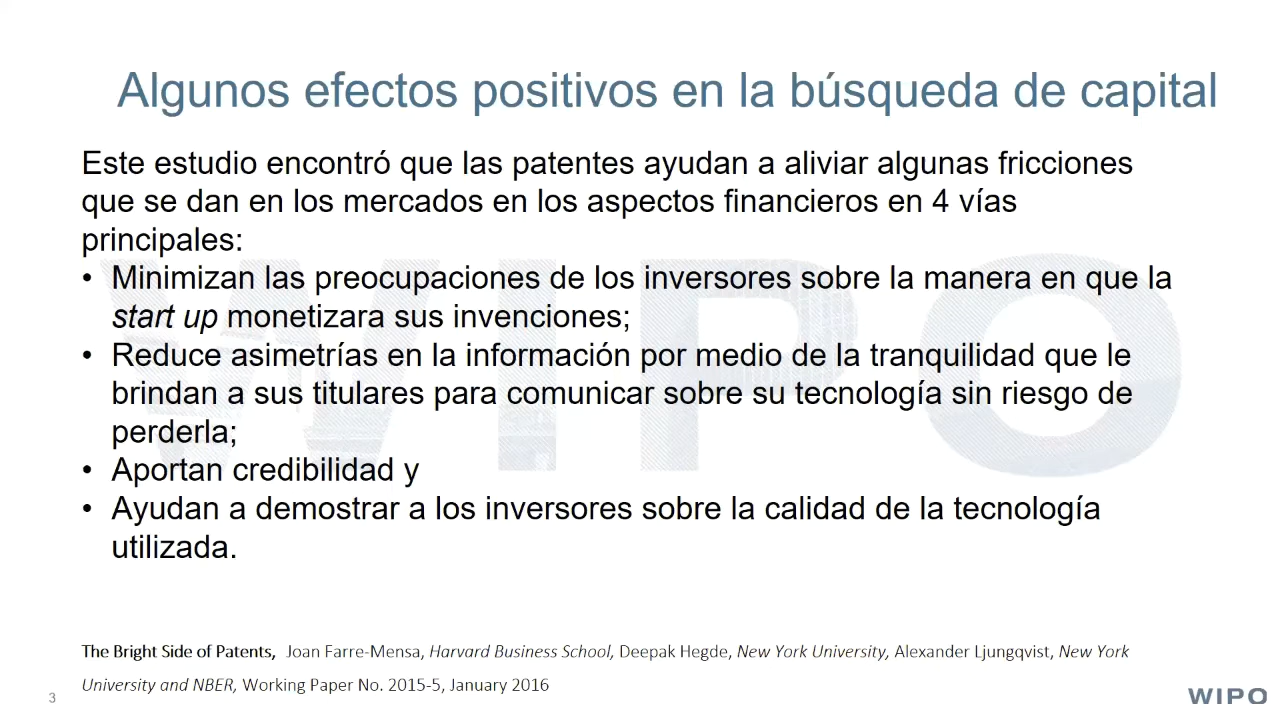 Algunos efectos positivos en la búsqueda de capital
Este estudio encontró que las patentes ayudan a aliviar algunas fricciones
que se dan en los mercados en los aspectos financieros en 4 vías
principales:
• Minimizan las preocupaciones de los inversores sobre la manera en que la
start up monetizara sus invenciones;
• Reduce asimetrías en la información por medio de la tranquilidad que le
brindan a sus titulares para comunicar sobre su tecnología sin riesgo de
perderla;
• Aportan credibilidad y
• Ayudan a demostrar a los inversores sobre la calidad de la tecnología
utilizada.
WIPO
The Bright Side of Patents, Joan Farre-Mensa, Harvard Business School, Deepak Hegde, New York University, Alexander Ljungqvist, New York
University and NBER, Working Paper No. 2015-5, January 2016
3
WIPO